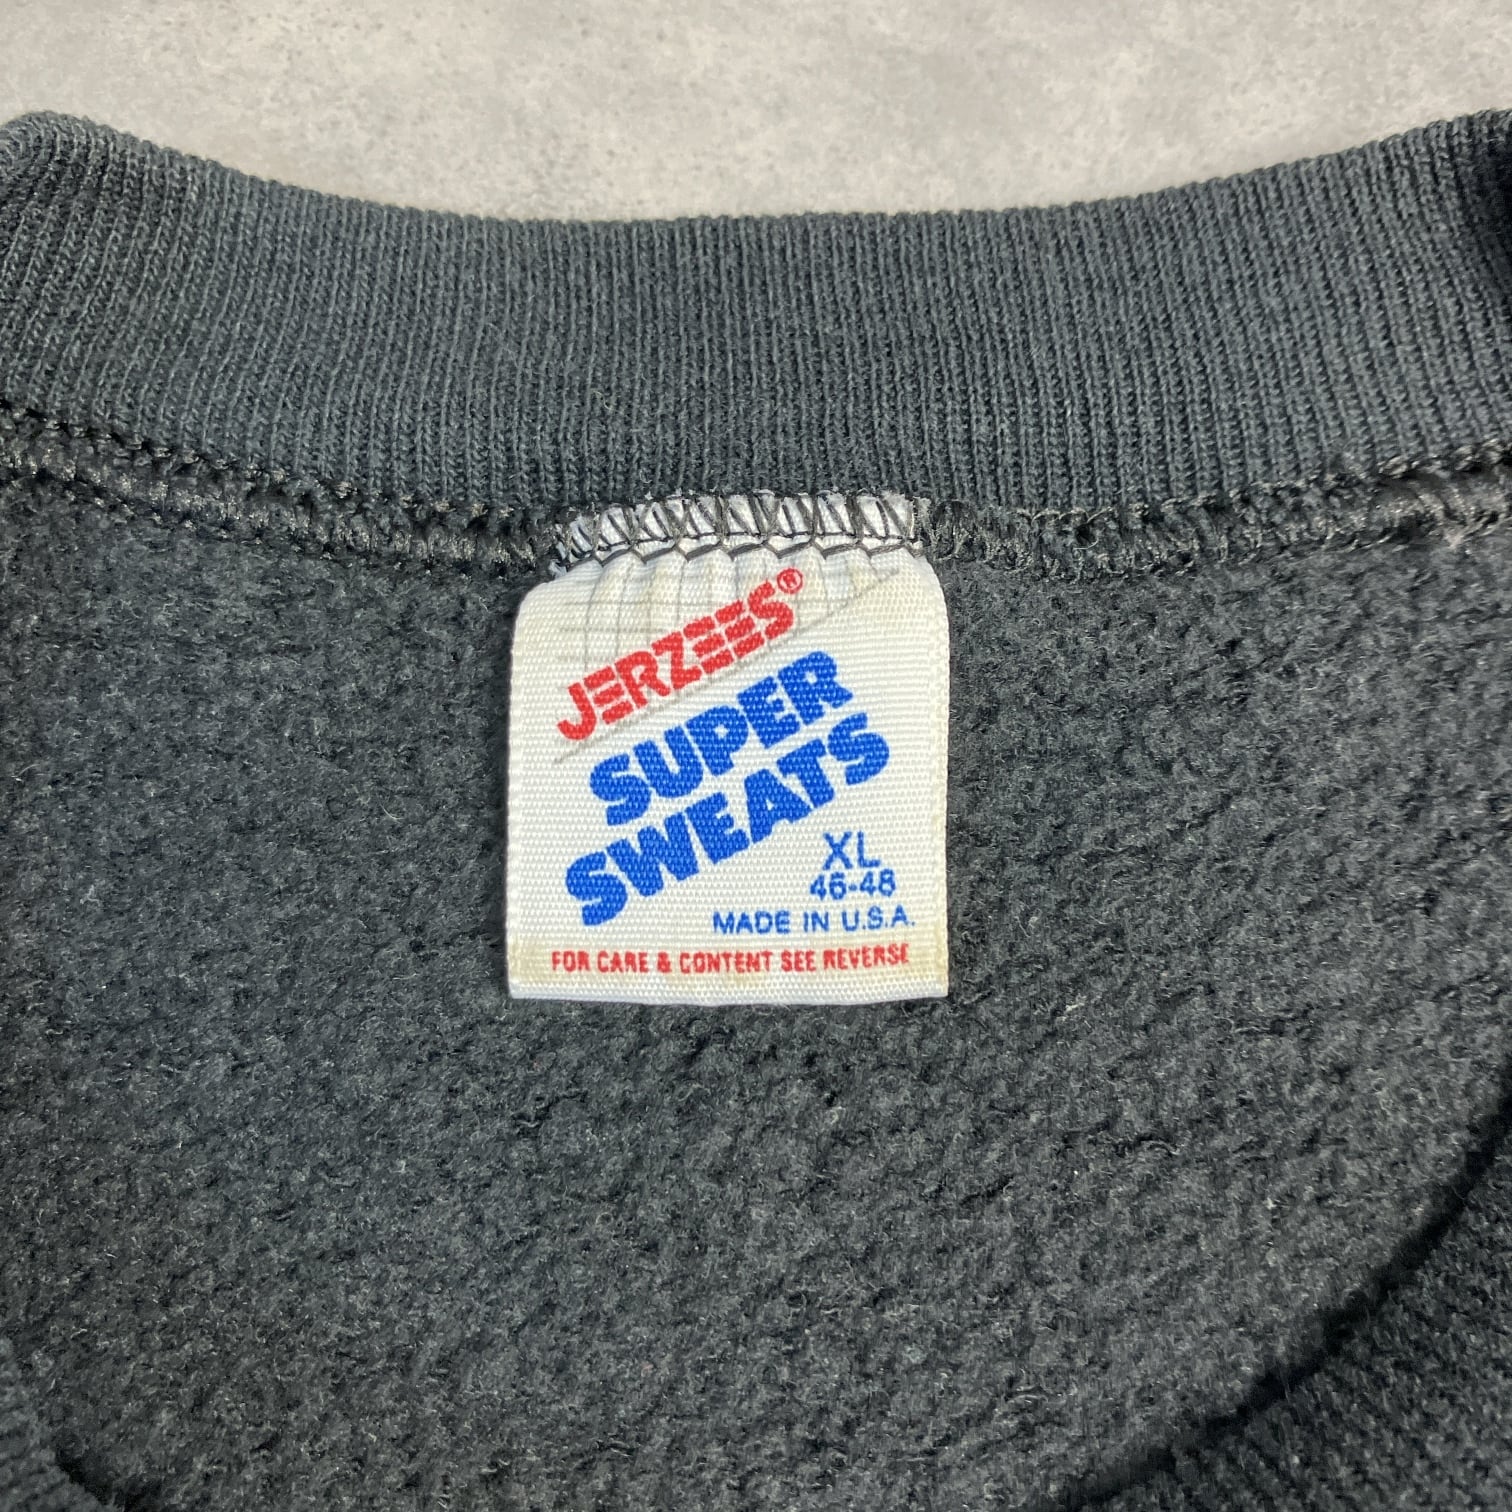 JERZEES®
SUPER
SWEATS
XL
46-48
MADE IN U.S.A.
FOR CARE & CONTENT SEE REVERSE